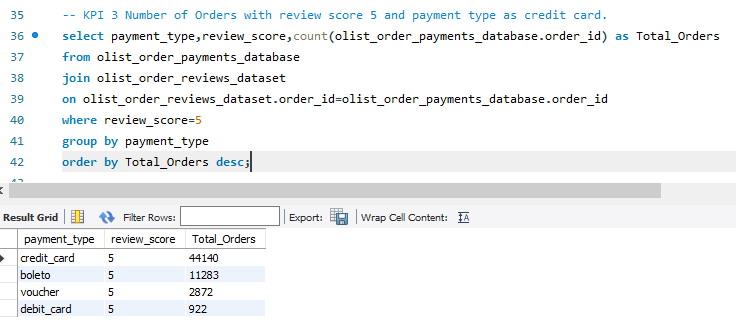 35 -- KPI 3 Number of Orders with review score 5 and payment type as credit card.
36 select payment_type,review_score,count(olist_order_payments_database.order_id) as Total_Orders
37 from olist_order_payments_database
38 join olist_order_reviews_dataset
39 on olist_order_reviews_dataset.order_id=olist_order_payments_database.order_id
40 where review_score=5
41 group by payment_type
42 order by Total_Orders desc;
Result Grid Filter Rows: Export: Wrap Cell Content:
payment_type review_score Total_Orders
credit_card 5 44140
boleto 5 11283
voucher 5 2872
debit_card 5 922